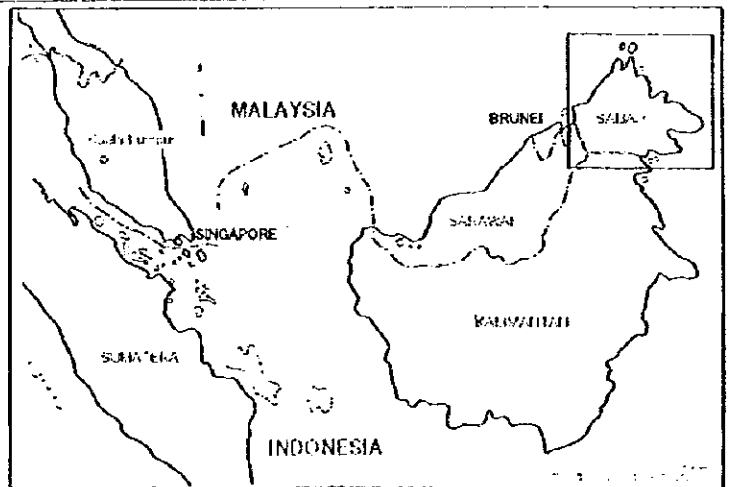 MALAYSIA
BRUNEI
SABAH
Kuala Lumpur
SINGAPORE
SARAWAK
KALIMANTAN
SUMATERA
INDONESIA